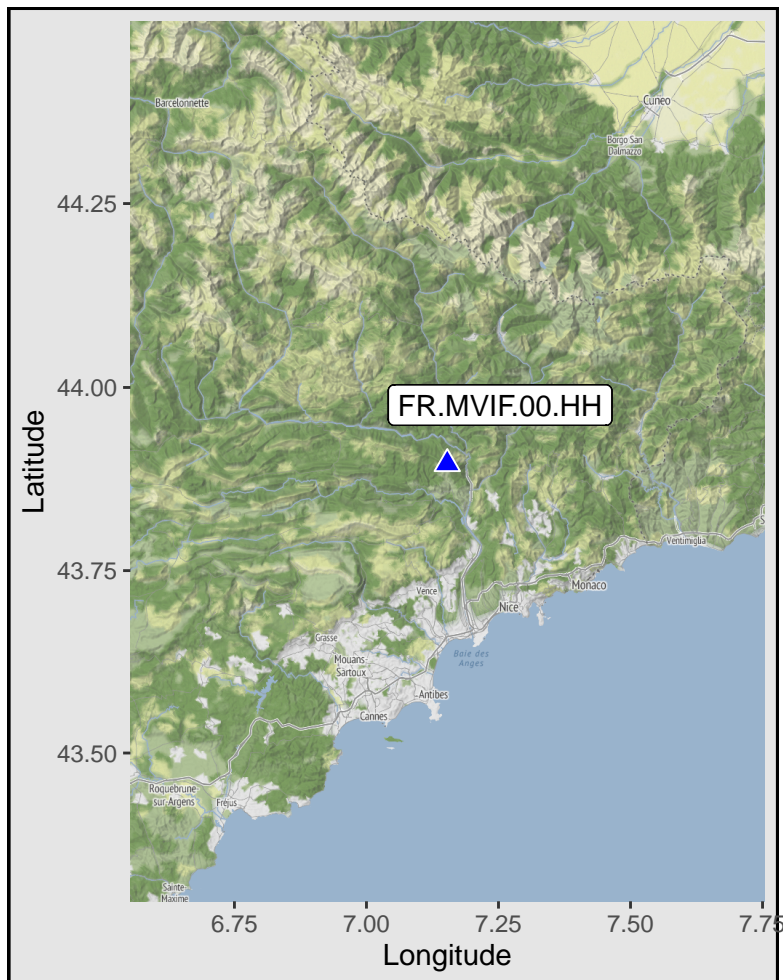 Barcelonnette
Cuneo
Borgo San
Dalmazzo
44.25
44.00
FR.MVIF.00.HH
Latitude
43.75
Ventimiglia
Vence
Monaco
Nice
Grasse
Baie des
Anges
Mouans-
Sartoux
Antibes
Cannes
43.50
Roquebrune-
sur-Argens
Fréjus
Sainte-
Maxime
6.75
7.00
7.25
7.50
7.75
Longitude